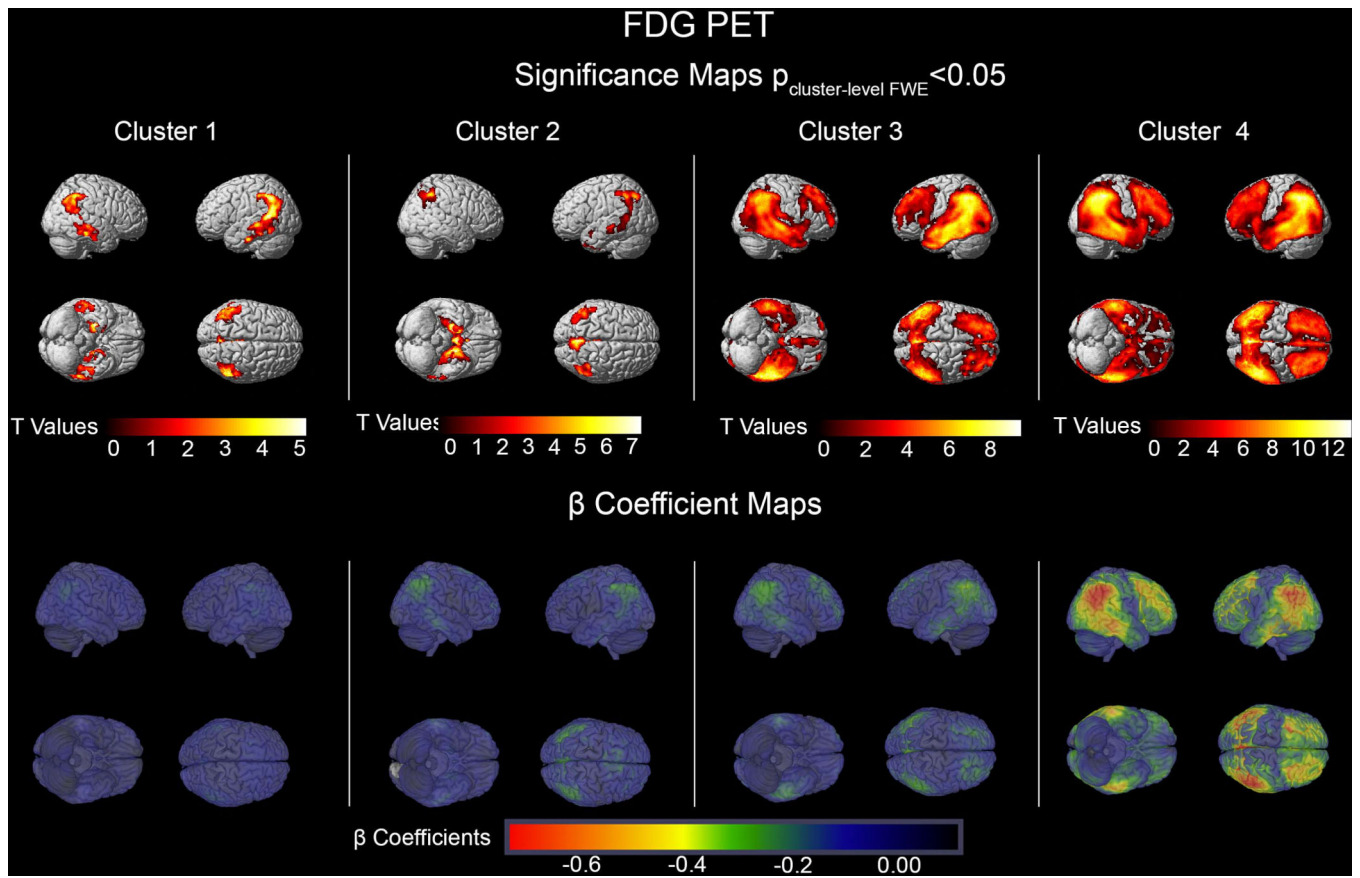 FDG PET
Significance Maps p cluster-level FWE<0.05
Cluster 1
Cluster 2
Cluster 3
Cluster 4
T Values
0 1 2 3 4 5
T Values
0 1 2 3 4 5 6 7
T Values
0 2 4 6 8
T Values
0 2 4 6 8 10 12
β Coefficient Maps
β Coefficients
-0.6 -0.4 -0.2 0.00